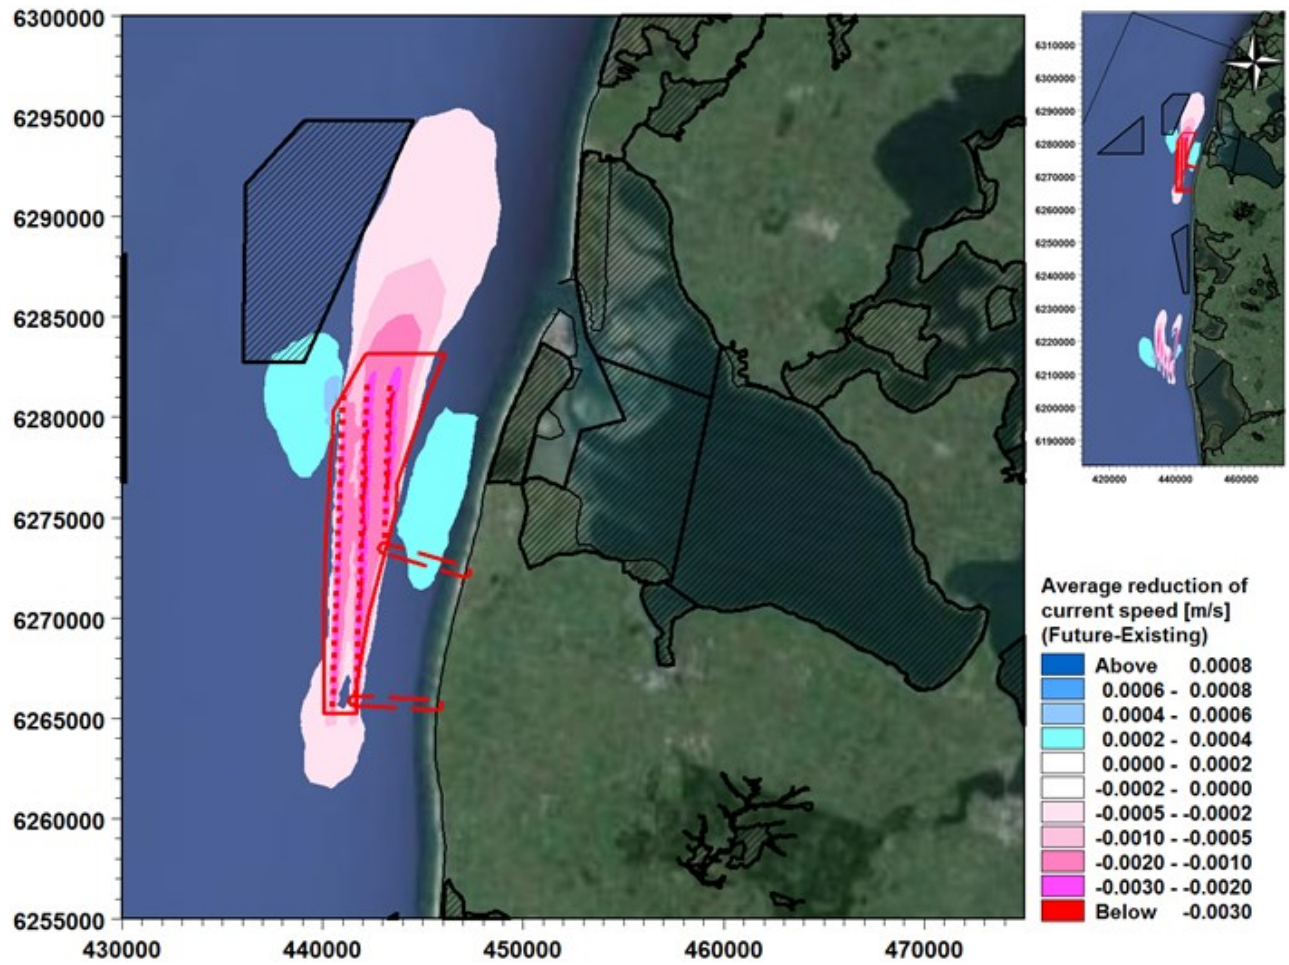 6300000
6295000
6290000
6285000
6280000
6275000
6270000
6265000
6260000
6255000
430000 440000 450000 460000 470000
6310000
6300000
6290000
6280000
6270000
6260000
6250000
6240000
6230000
6220000
6210000
6200000
6190000
420000 440000 460000
Average reduction of
current speed [m/s]
(Future-Existing)
Above 0.0008
0.0006 - 0.0008
0.0004 - 0.0006
0.0002 - 0.0004
0.0000 - 0.0002
-0.0002 - 0.0000
-0.0005 - -0.0002
-0.0010 - -0.0005
-0.0020 - -0.0010
-0.0030 - -0.0020
Below -0.0030